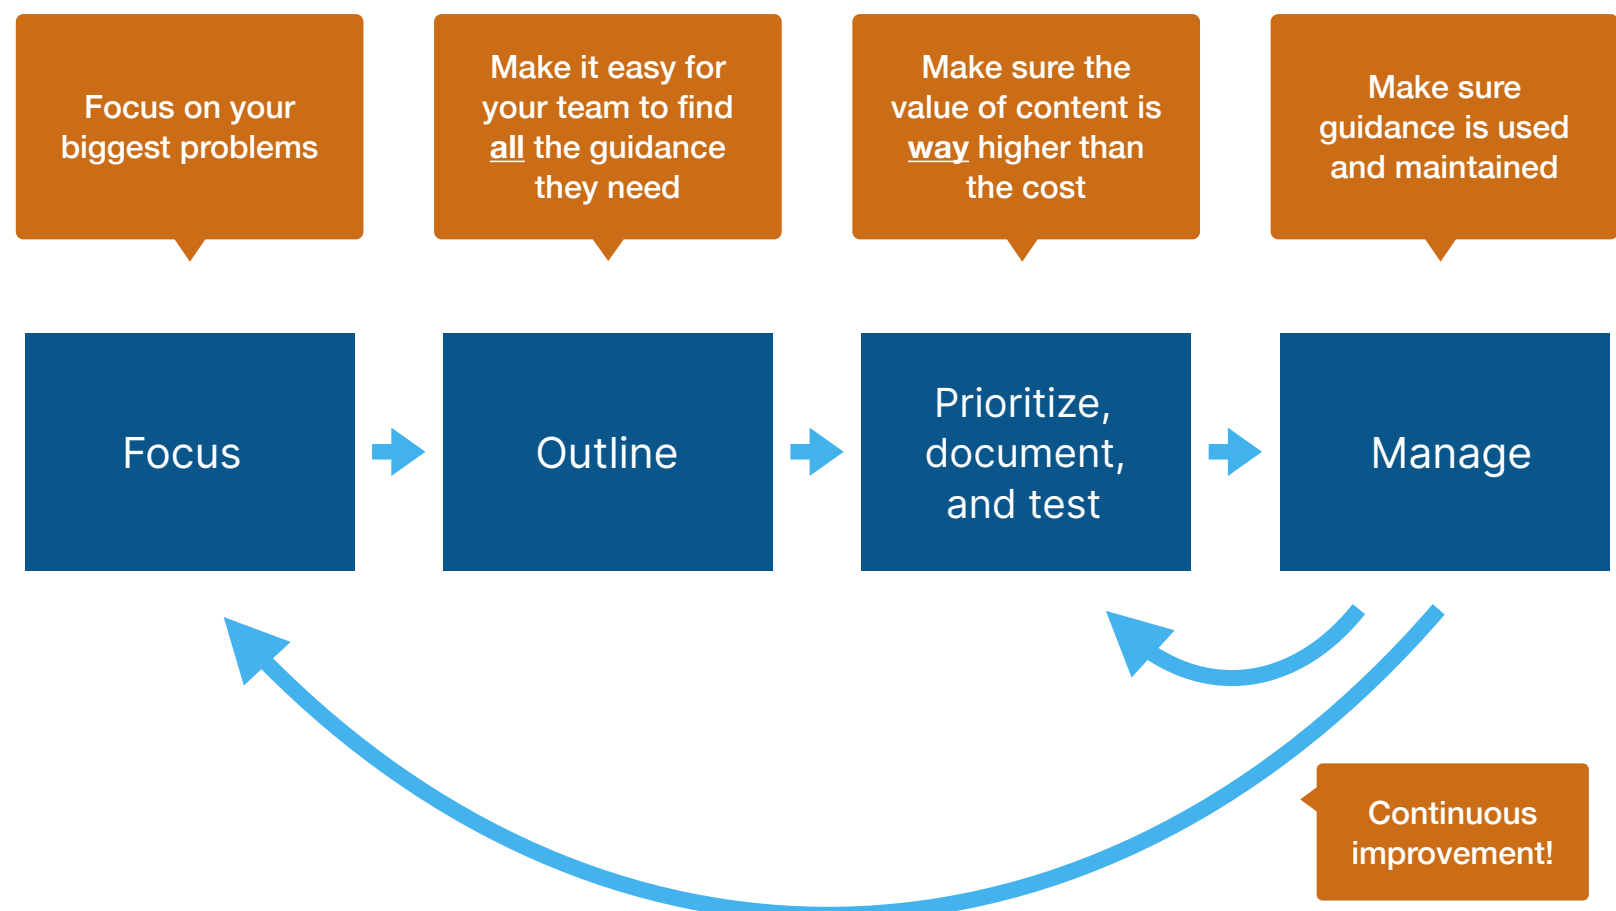 Focus on your
biggest problems
Make it easy for
your team to find
all the guidance
they need
Make sure the
value of content is
way higher than
the cost
Make sure
guidance is used
and maintained
Focus
Outline
Prioritize,
document,
and test
Manage
Continuous
improvement!